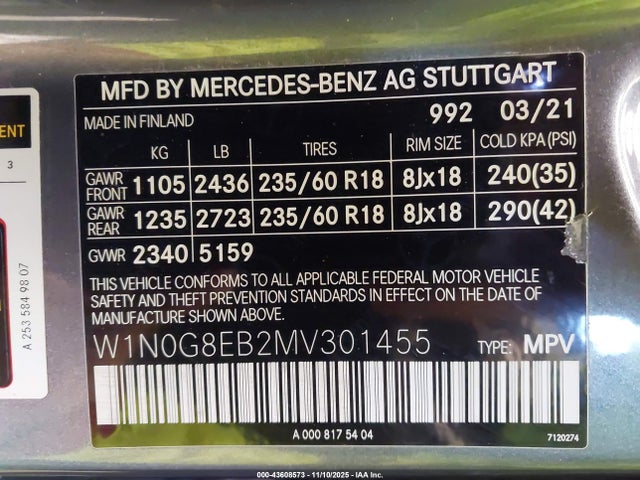 MFD BY MERCEDES-BENZ AG STUTTGART
MADE IN FINLAND 992 03/21
KG LB TIRES RIM SIZE COLD KPA (PSI)
GAWR FRONT 1105 2436 235/60 R18 8Jx18 240(35)
GAWR REAR 1235 2723 235/60 R18 8Jx18 290(42)
GVWR 2340 5159
THIS VEHICLE CONFORMS TO ALL APPLICABLE FEDERAL MOTOR VEHICLE
SAFETY AND THEFT PREVENTION STANDARDS IN EFFECT ON THE DATE OF
MANUFACTURE SHOWN ABOVE.
W1N0G8EB2MV301455 TYPE: MPV
A 000 817 54 04 7120274
3
A 253 584 98 07
000-43608573 - 11/10/2025 - IAA Inc.